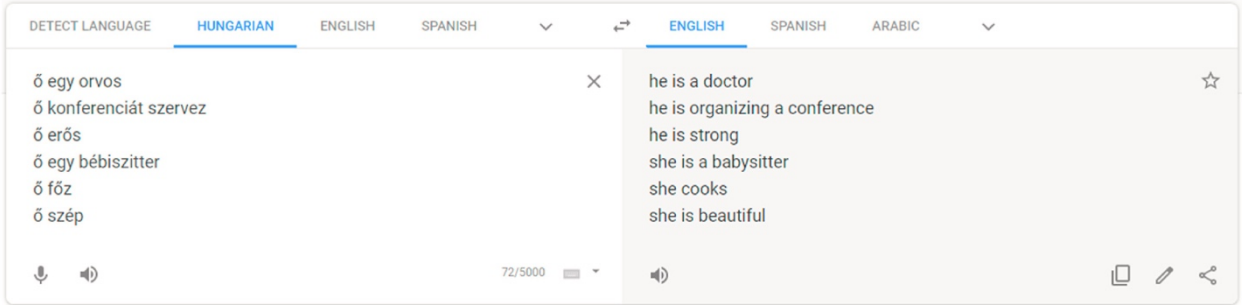 DETECT LANGUAGE HUNGARIAN ENGLISH SPANISH ENGLISH SPANISH ARABIC
ő egy orvos
ő konferenciát szervez
ő erős
ő egy bébiszitter
ő főz
ő szép
72/5000
he is a doctor
he is organizing a conference
he is strong
she is a babysitter
she cooks
she is beautiful